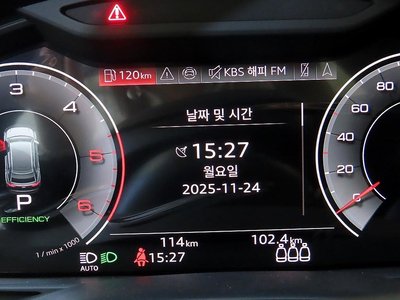 120km KBS 해피 FM
날짜 및 시간
15:27
월요일
2025-11-24
3 4 5 6
1 / min x 1000
P
EFFICIENCY
0 20 40 60 80
AUTO
114km 102.4km
15:27